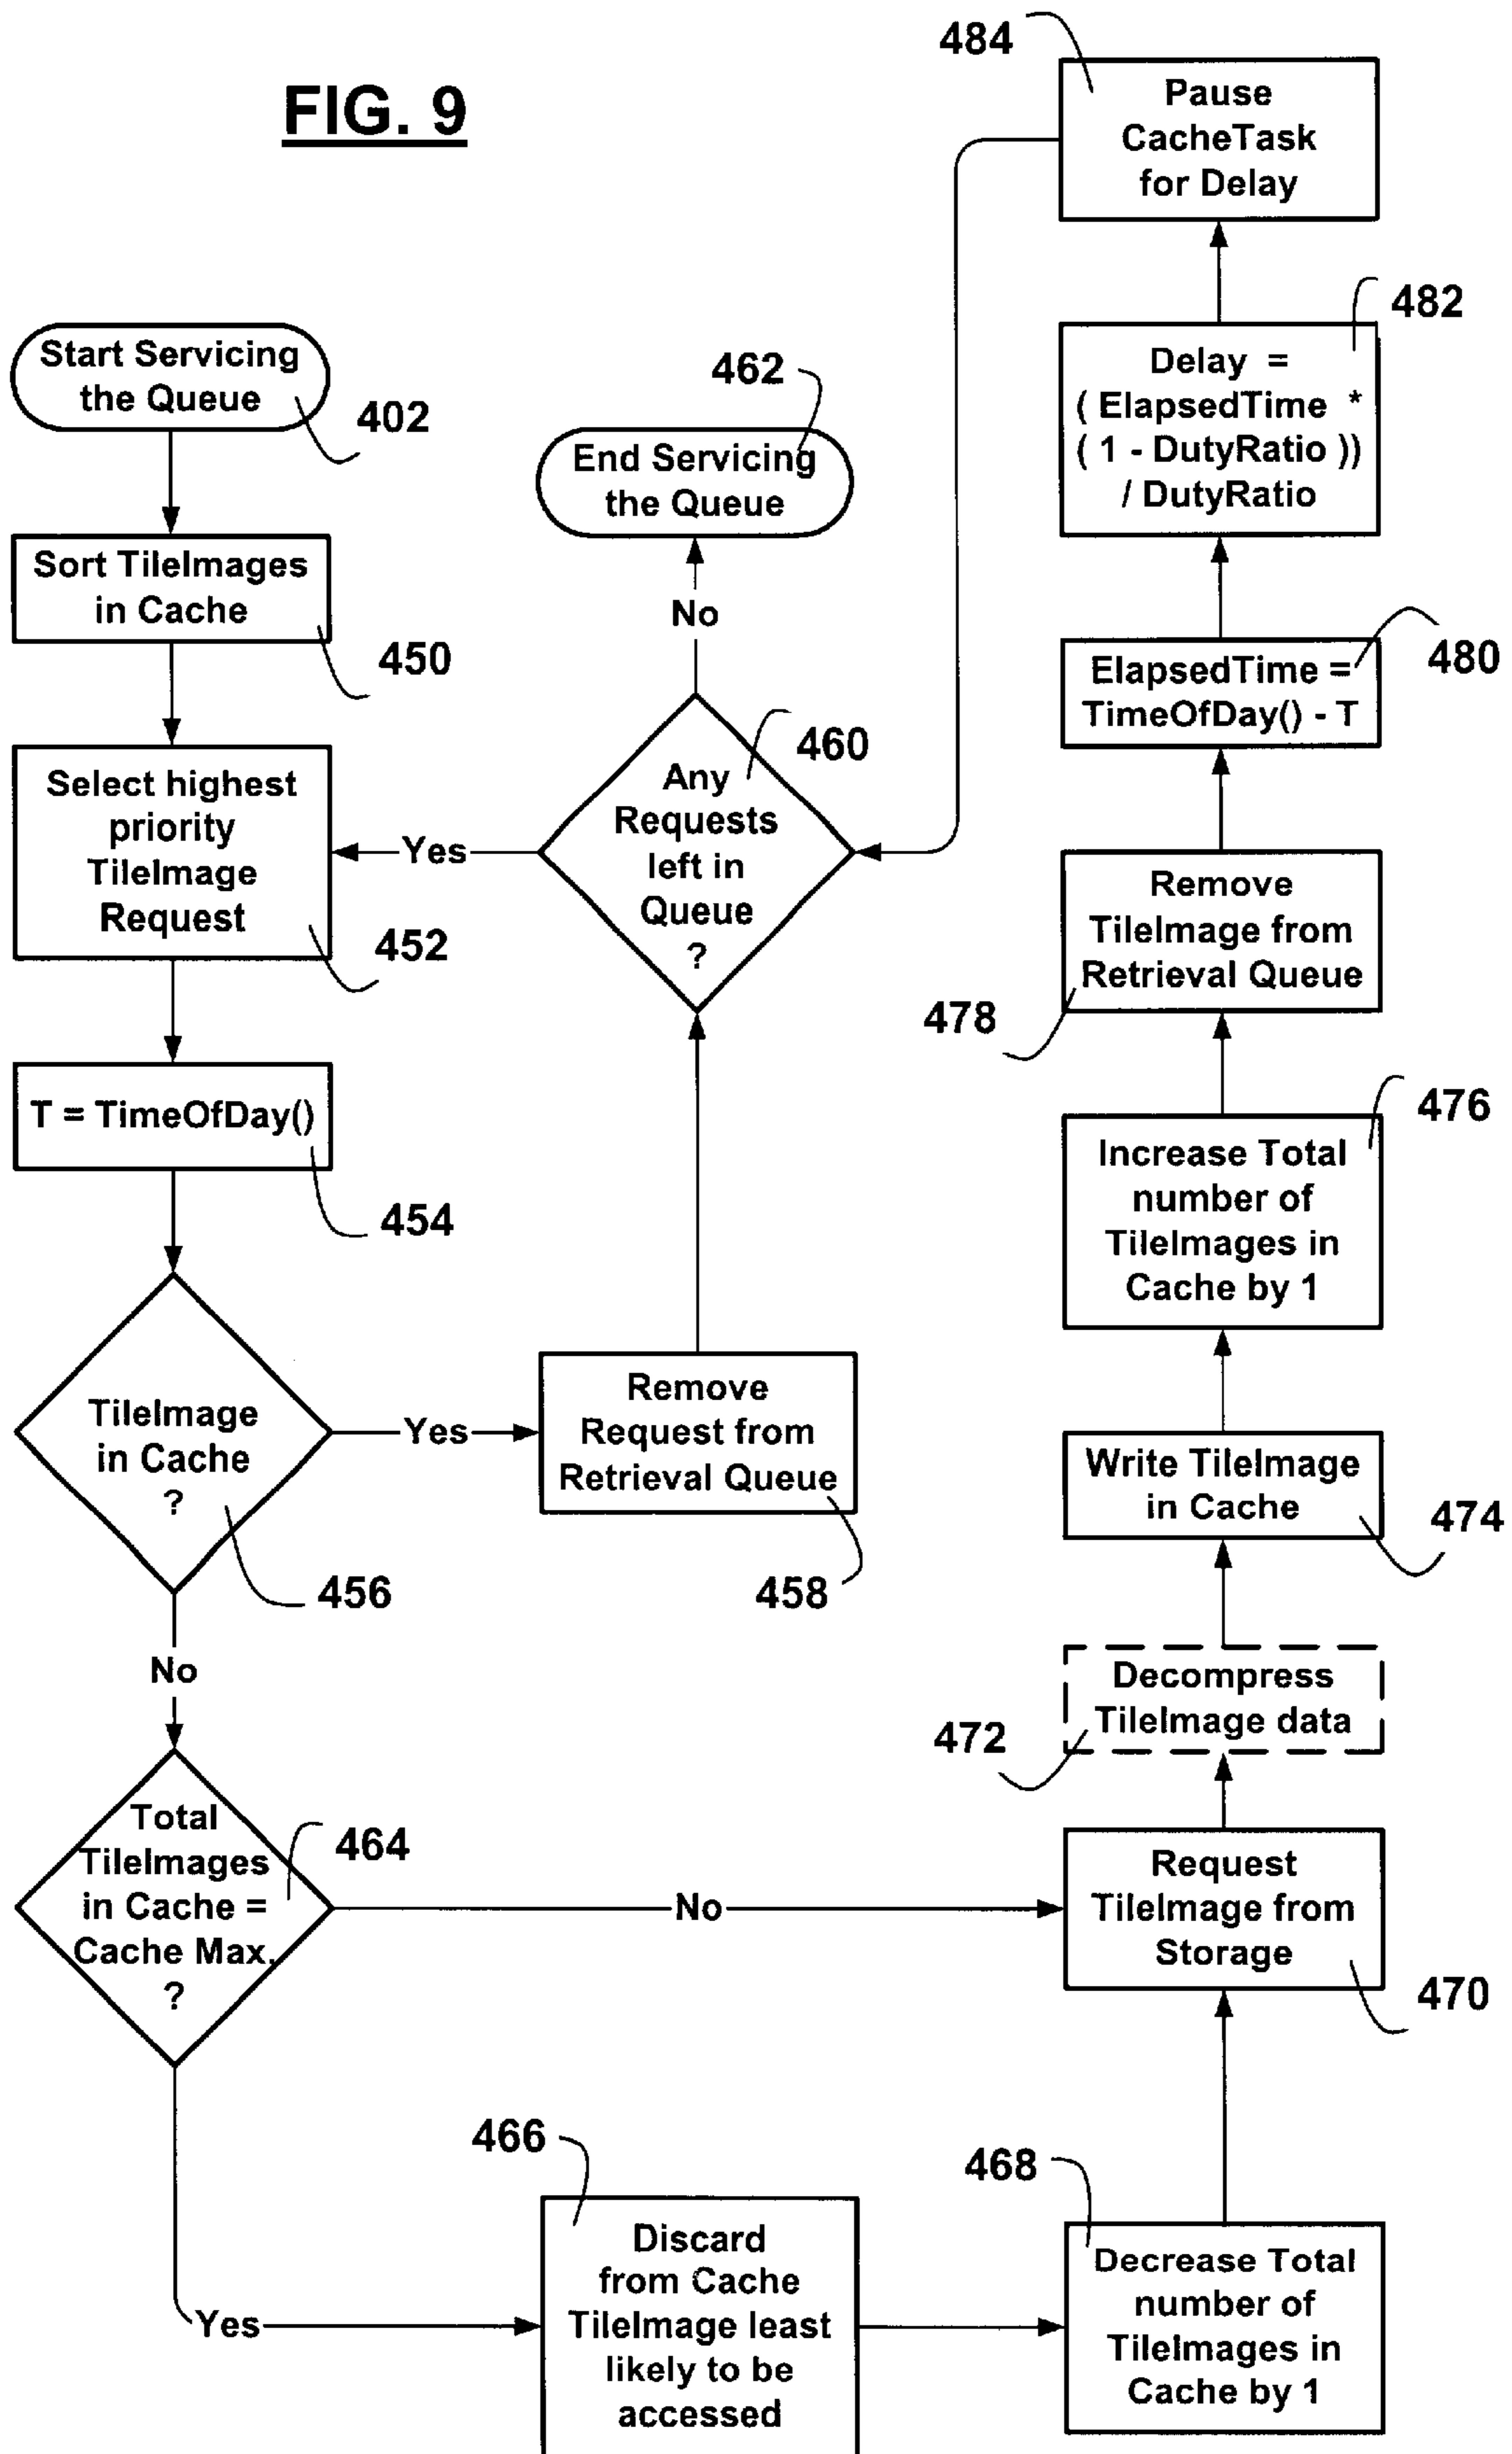 FIG. 9
Start Servicing
the Queue
402
Sort TileImages
in Cache
450
Select highest
priority
TileImage
Request
452
T = TimeOfDay()
454
TileImage
in Cache
?
456
Yes
No
Remove
Request from
Retrieval Queue
458
Any
Requests
left in
Queue
?
460
Yes
No
End Servicing
the Queue
462
Total
TileImages
in Cache =
Cache Max.
?
464
No
Yes
Discard
from Cache
TileImage least
likely to be
accessed
466
Decrease Total
number of
TileImages in
Cache by 1
468
Request
TileImage from
Storage
470
Decompress
TileImage data
472
Write TileImage
in Cache
474
Increase Total
number of
TileImages in
Cache by 1
476
Remove
TileImage from
Retrieval Queue
478
ElapsedTime =
TimeOfDay() - T
480
Delay =
( ElapsedTime *
( 1 - DutyRatio ))
/ DutyRatio
482
Pause
CacheTask
for Delay
484